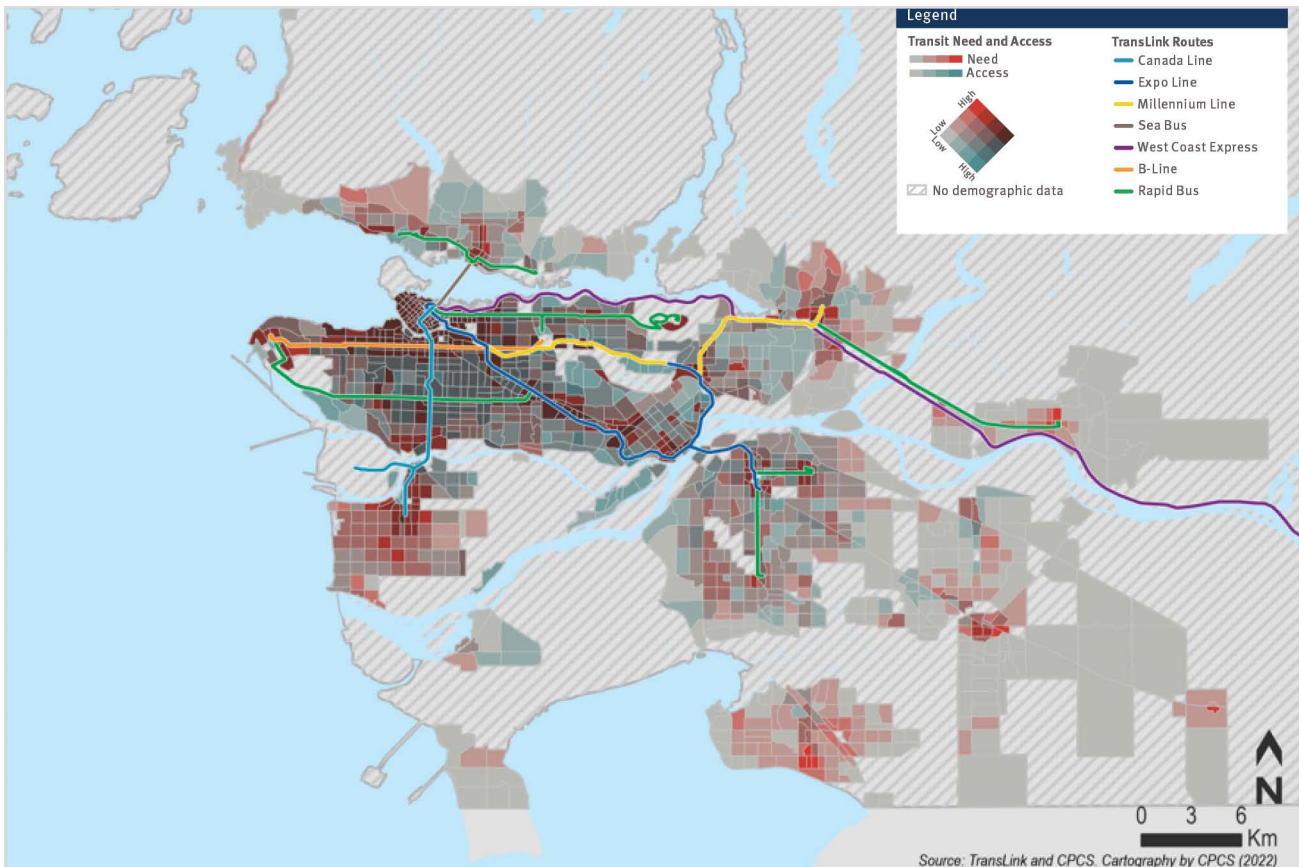 Legend
Transit Need and Access
Need
Access
High
Low
Low
High
No demographic data
TransLink Routes
Canada Line
Expo Line
Millennium Line
Sea Bus
West Coast Express
B-Line
Rapid Bus
N
0 3 6
Km
Source: TransLink and CPCS. Cartography by CPCS (2022)